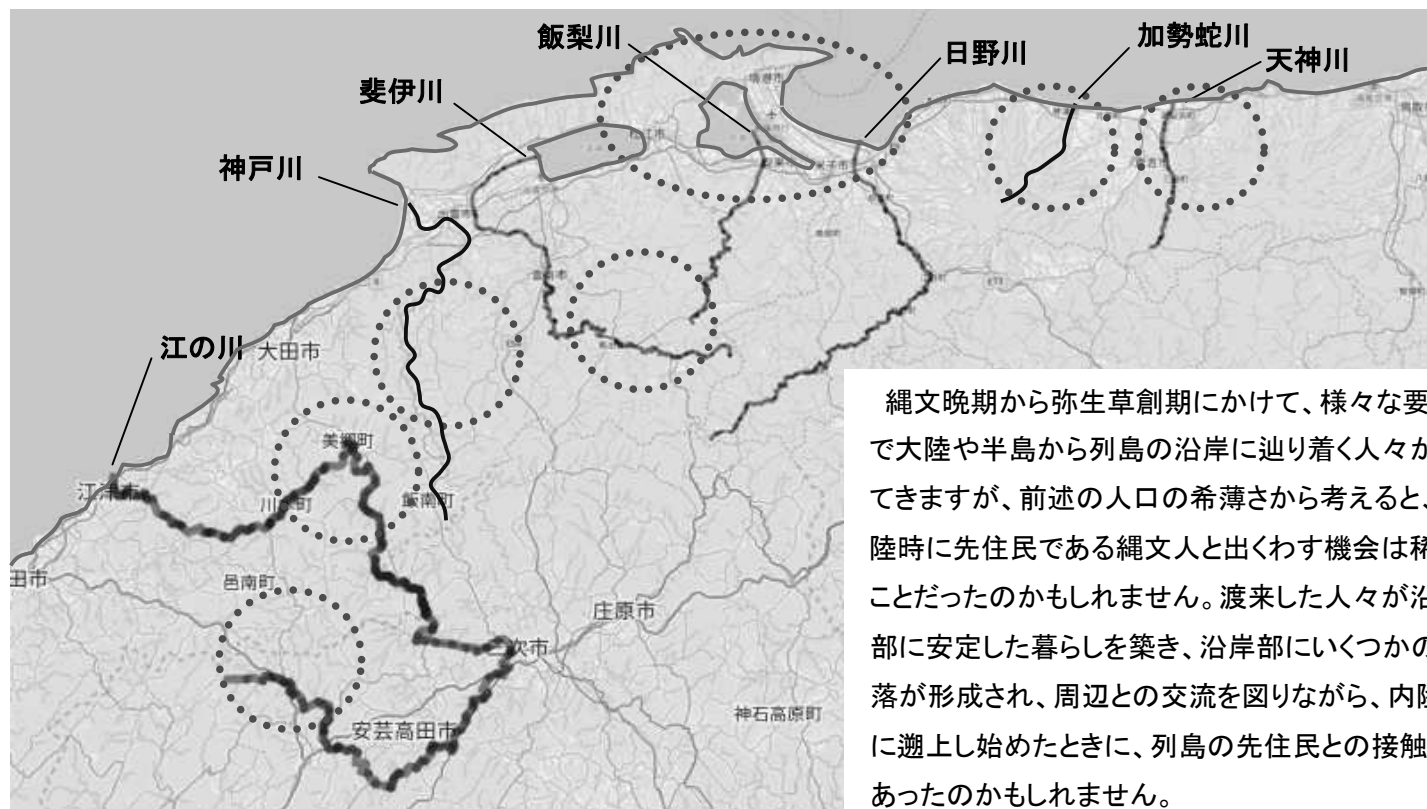 飯梨川
加勢蛇川
日野川
天神川
斐伊川
境港市
松江市
米子市
神戸川
江の川
大田市
美郷町
江津市
川本町
飯南町
田市
邑南町
庄原市
三次市
神石高原町
安芸高田市
縄文晩期から弥生草創期にかけて、様々な要
で大陸や半島から列島の沿岸に辿り着く人々か
てきますが、前述の人口の希薄さから考えると、
陸時に先住民である縄文人と出くわす機会は稀
ことだったのかもしれません。渡来した人々が沿
部に安定した暮らしを築き、沿岸部にいくつかの
落が形成され、周辺との交流を図りながら、内陸
に遡上し始めたときに、列島の先住民との接触
あったのかもしれません。